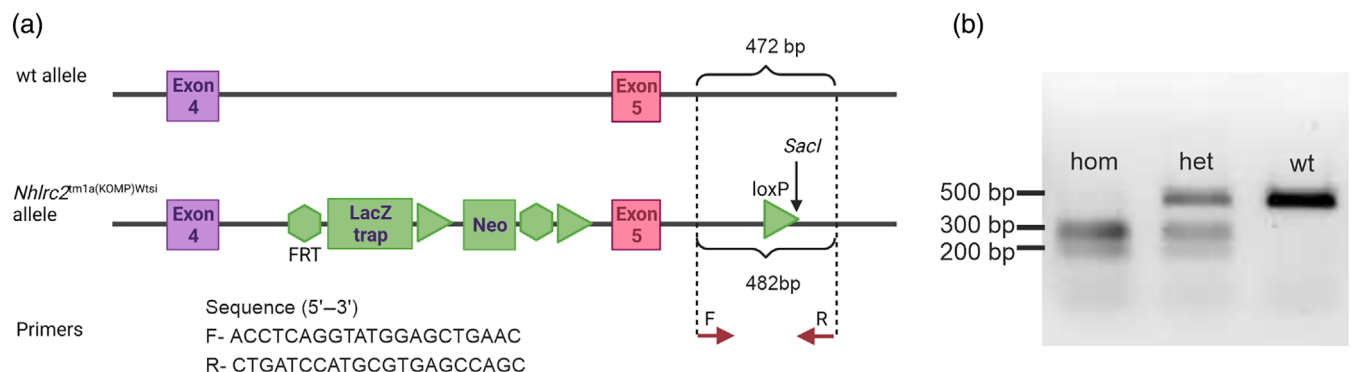 (a)
472 bp
wt allele
Exon 4
Exon 5
SacI
loxP
Nhlrc2tm1a(KOMP)Wtsi
allele
Exon 4
LacZ trap
Neo
Exon 5
FRT
482bp
Sequence (5'–3')
F R
Primers
F- ACCTCAGGTATGGAGCTGAAC
R- CTGATCCATGCGTGAGCCAGC
(b)
hom het wt
500 bp
300 bp
200 bp